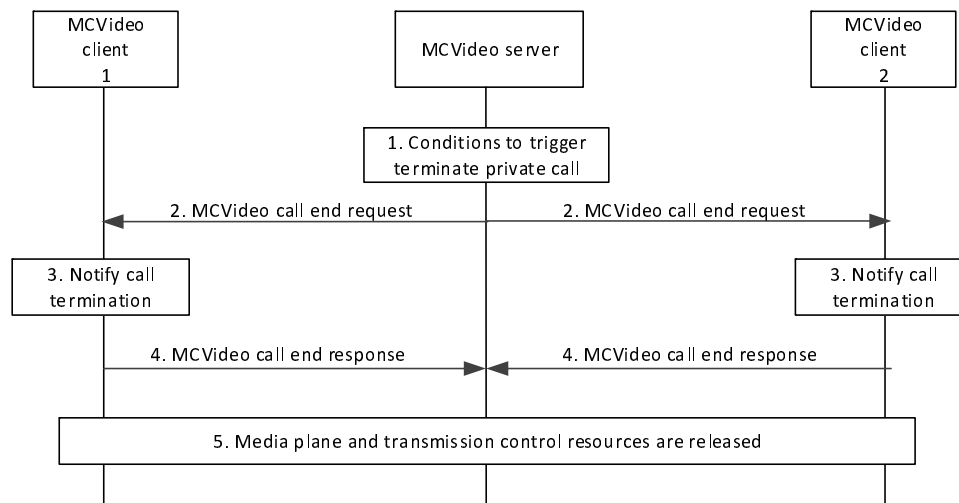 MCVideo
client
1
MCVideo server
MCVideo
client
2
1. Conditions to trigger
terminate private call
2. MCVideo call end request
2. MCVideo call end request
3. Notify call
termination
3. Notify call
termination
4. MCVideo call end response
4. MCVideo call end response
5. Media plane and transmission control resources are released